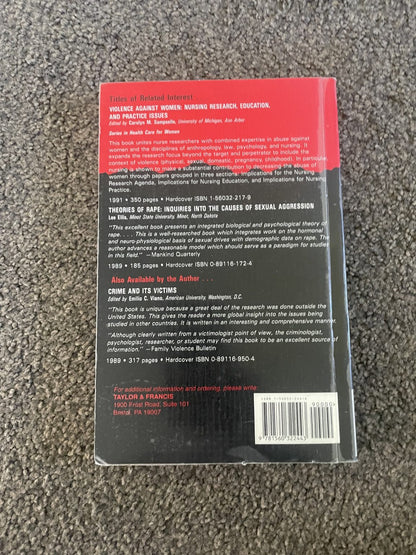 Titles of Related Interest
VIOLENCE AGAINST WOMEN: NURSING RESEARCH, EDUCATION,
AND PRACTICE ISSUES
Edited by Carolyn M. Sampselle, University of Michigan, Ann Arbor
Series in Health Care for Women
This book unites nurse researchers with combined expertise in abuse against
women and the disciplines of anthropology, law, psychology, and nursing. It
expands the research focus beyond the target and perpetrator to include the
context of violence (physical, sexual, domestic, pregnancy, childhood). In particular,
nursing is shown to make a substantial contribution to decreasing the abuse of
women through papers grouped in three sections: Implications for the Nursing
Research Agenda, Implications for Nursing Education, and Implications for Nursing
Practice.
1991 • 350 pages • Hardcover ISBN 1-56032-217-9
THEORIES OF RAPE: INQUIRIES INTO THE CAUSES OF SEXUAL AGGRESSION
Lee Ellis, Minot State University, Minot, North Dakota
"This excellent book presents an integrated biological and psychological theory of
rape. . . . This is a well-researched book which integrates work on the hormonal
and neuro-physiological basis of sexual drives with demographic data on rape. The
author advances a reasonable model which should serve as a paradigm for studies
in this field." —Mankind Quarterly
1989 • 185 pages • Hardcover ISBN 0-89116-172-4
Also Available by the Author . . .
CRIME AND ITS VICTIMS
Edited by Emilio C. Viano, American University, Washington, D.C.
"This book is unique because a great deal of the research was done outside the
United States. This gives the reader a more global insight into the issues being
studied in other countries. It is written in an interesting and comprehensive manner.
"Although clearly written from a victimologist point of view, the criminologist,
psychologist, researcher, or student may find this book to be an excellent source of
information." —Family Violence Bulletin
1989 • 317 pages • Hardcover ISBN 0-89116-950-4
For additional information and ordering, please write:
TAYLOR & FRANCIS
1900 Frost Road, Suite 101
Bristol, PA 19007
90000
9 781560 322443